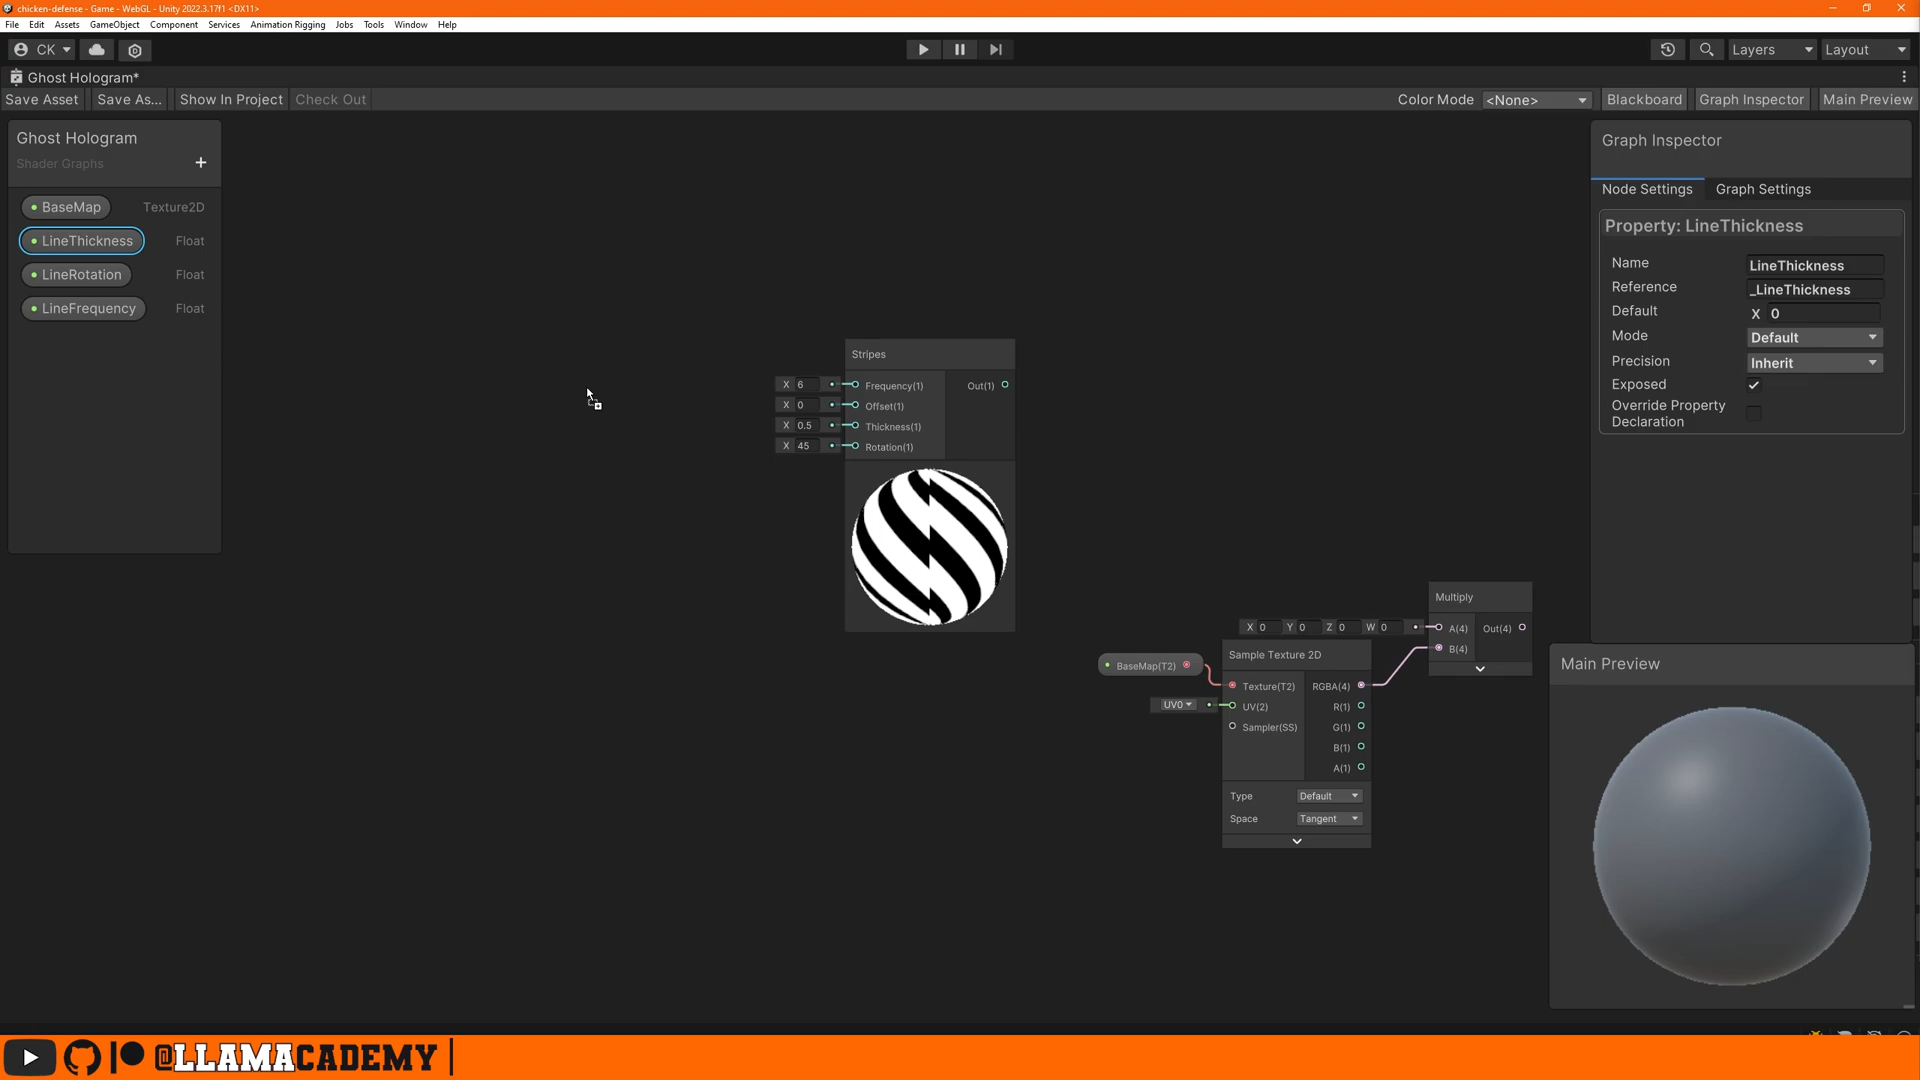 chicken-defense - Game - WebGL - Unity 2022.3.17f1 <DX11>
File Edit Assets GameObject Component Services Animation Rigging Jobs Tools Window Help
CK Layers Layout
Ghost Hologram*
Save Asset Save As... Show In Project Check Out Color Mode <None> Blackboard Graph Inspector Main Preview
Ghost Hologram
Shader Graphs
BaseMap Texture2D
LineThickness Float
LineRotation Float
LineFrequency Float
Stripes
X 6 Frequency(1) Out(1)
X 0 Offset(1)
X 0.5 Thickness(1)
X 45 Rotation(1)
Multiply
X 0 Y 0 Z 0 W 0 A(4) Out(4)
B(4)
Sample Texture 2D
BaseMap(T2)
Texture(T2) RGBA(4)
UV0 UV(2) R(1)
Sampler(SS) G(1)
B(1)
A(1)
Type Default
Space Tangent
Graph Inspector
Node Settings Graph Settings
Property: LineThickness
Name LineThickness
Reference _LineThickness
Default X 0
Mode Default
Precision Inherit
Exposed
Override Property
Declaration
Main Preview
@LLAMACADEMY